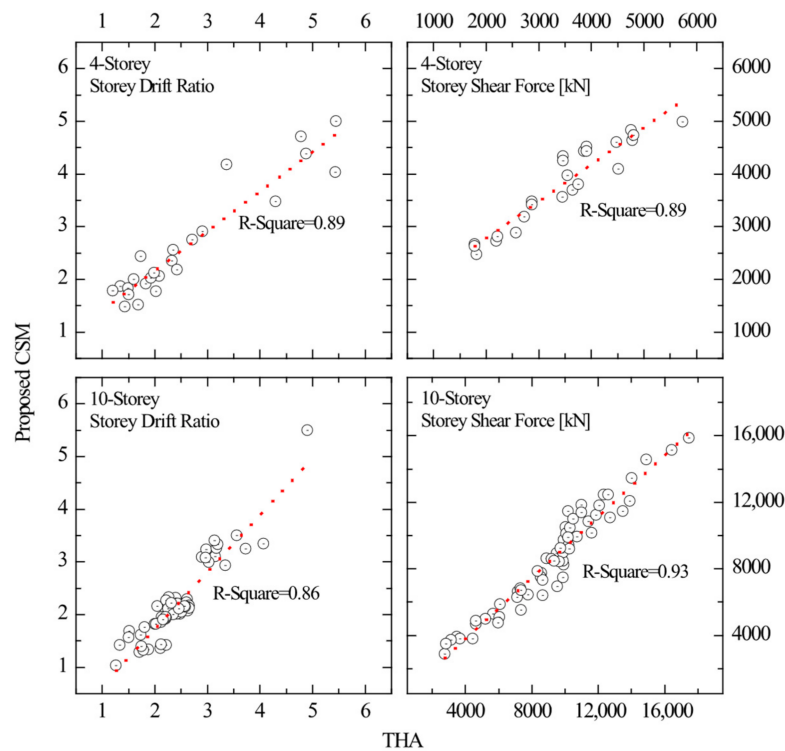 1 2 3 4 5 6
1000 2000 3000 4000 5000 6000
6
5
4
3
2
1
4-Storey
Storey Drift Ratio
R-Square=0.89
4-Storey
Storey Shear Force [kN]
R-Square=0.89
6000
5000
4000
3000
2000
1000
Proposed CSM
6
5
4
3
2
1
10-Storey
Storey Drift Ratio
R-Square=0.86
10-Storey
Storey Shear Force [kN]
R-Square=0.93
16,000
12,000
8000
4000
1 2 3 4 5 6
4000 8000 12,000 16,000
THA